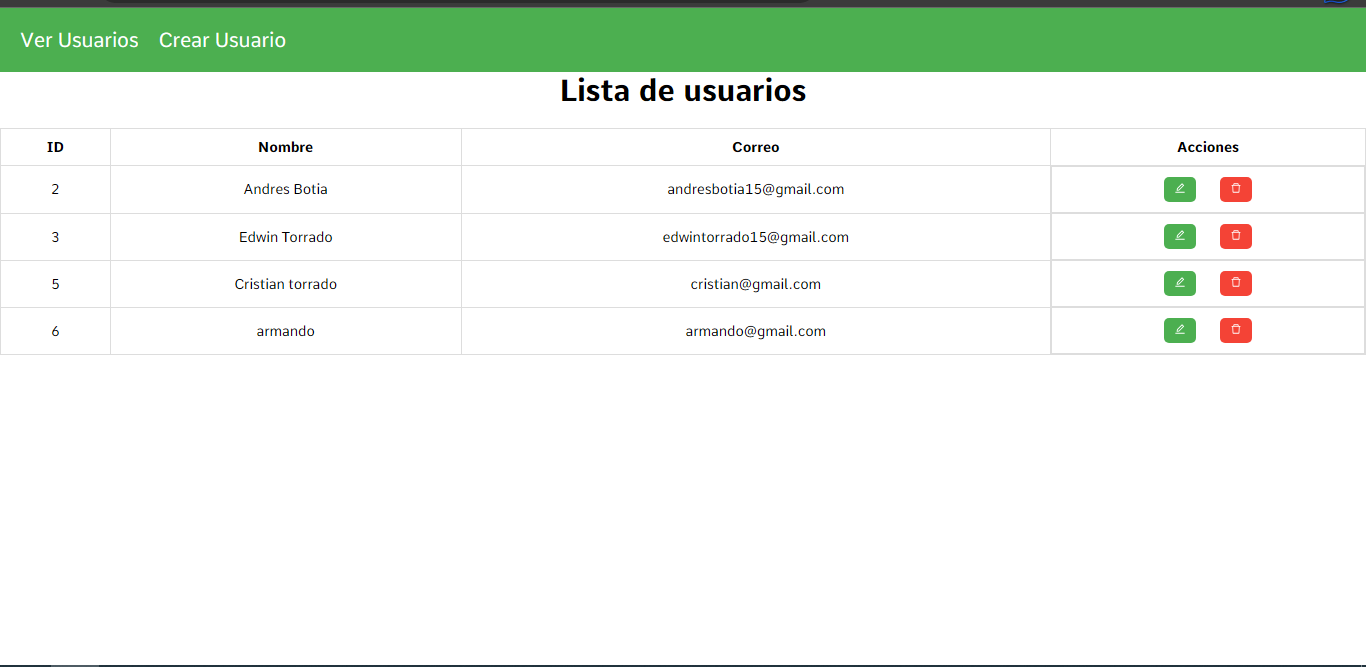 Ver Usuarios Crear Usuario
Lista de usuarios
ID Nombre Correo Acciones
2 Andres Botia andresbotia15@gmail.com
3 Edwin Torrado edwintorrado15@gmail.com
5 Cristian torrado cristian@gmail.com
6 armando armando@gmail.com